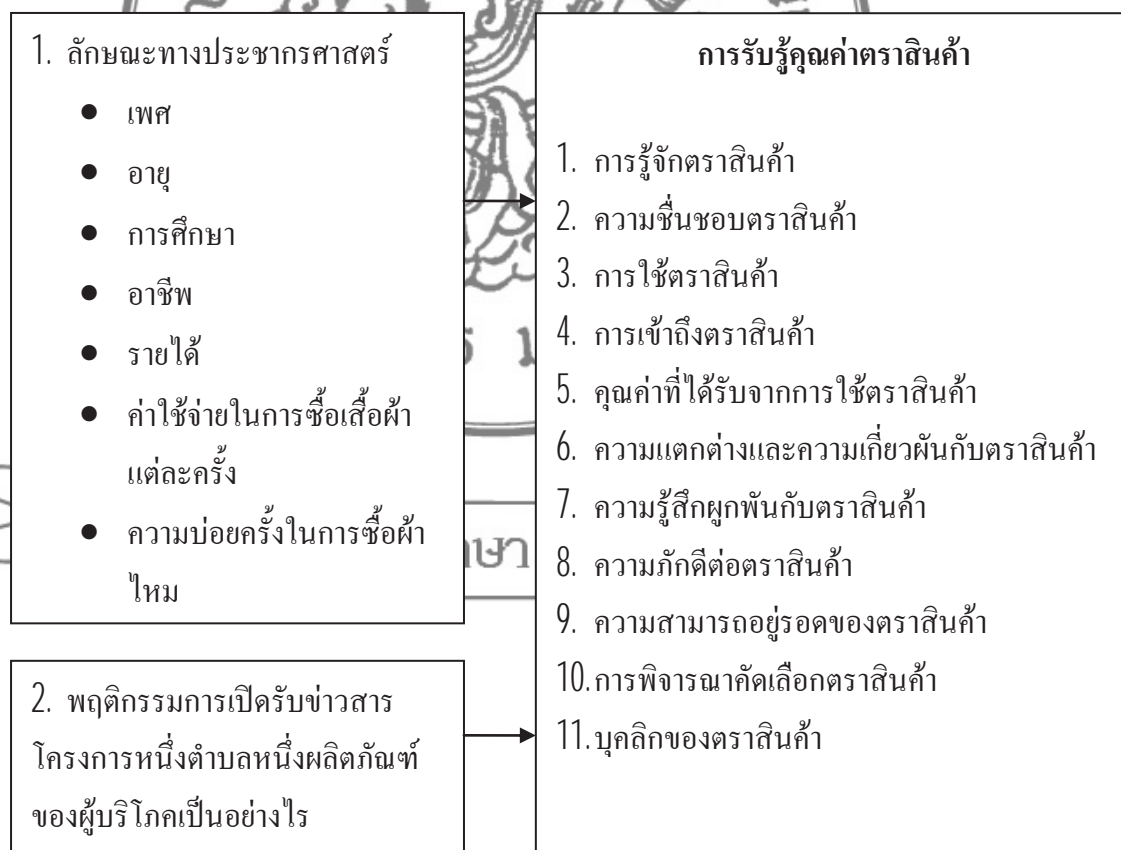 1. ลักษณะทางประชากรศาสตร์
● เพศ
● อายุ
● การศึกษา
● อาชีพ
● รายได้
● ค่าใช้จ่ายในการซื้อเสื้อผ้า
แต่ละครั้ง
● ความบ่อยครั้งในการซื้อผ้า
ไหม
2. พฤติกรรมการเปิดรับข่าวสาร
โครงการหนึ่งตำบลหนึ่งผลิตภัณฑ์
ของผู้บริโภคเป็นอย่างไร
การรับรู้คุณค่าตราสินค้า
1. การรู้จักตราสินค้า
2. ความชื่นชอบตราสินค้า
3. การใช้ตราสินค้า
4. การเข้าถึงตราสินค้า
5. คุณค่าที่ได้รับจากการใช้ตราสินค้า
6. ความแตกต่างและความเกี่ยวผันกับตราสินค้า
7. ความรู้สึกผูกพันกับตราสินค้า
8. ความภักดีต่อตราสินค้า
9. ความสามารถอยู่รอดของตราสินค้า
10. การพิจารณาคัดเลือกตราสินค้า
11. บุคลิกของตราสินค้า